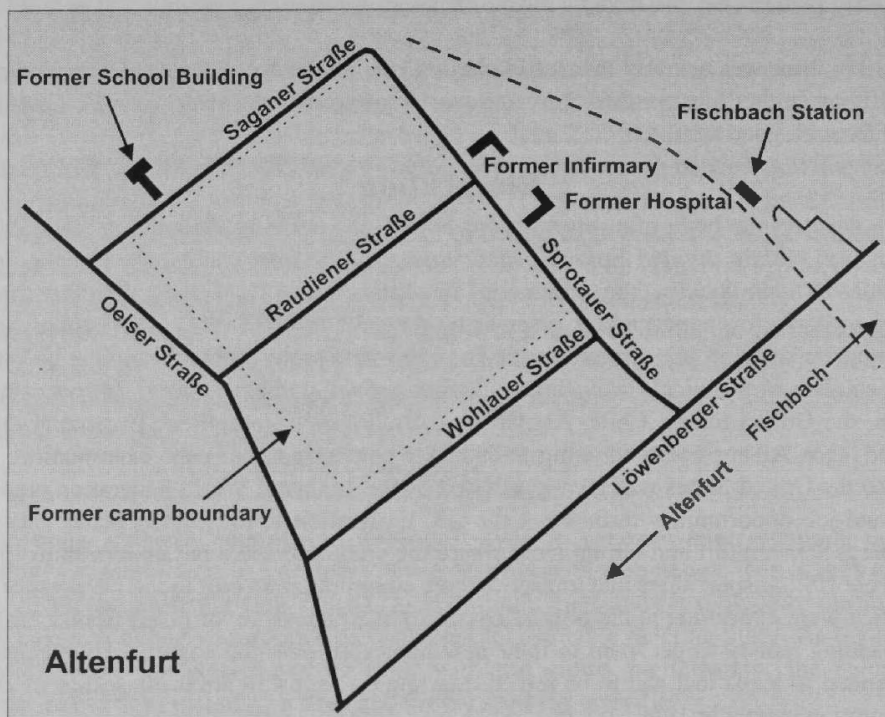 Former School Building
Saganer Straße
Fischbach Station
Former Infirmary
Former Hospital
Raudiener Straße
Sprotauer Straße
Oelser Straße
Wohlauer Straße
Löwenberger Straße
Fischbach
Altenfurt
Former camp boundary
Altenfurt